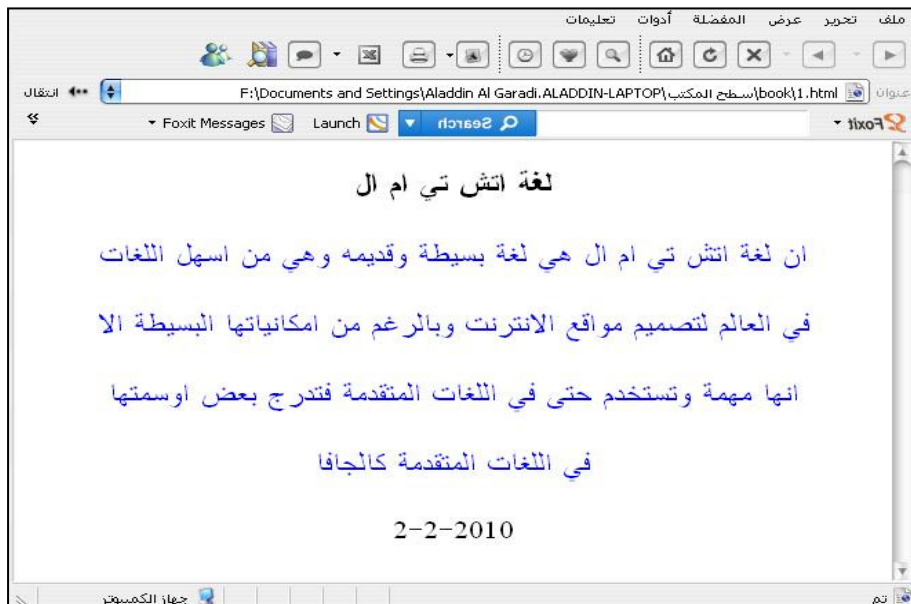 ملف تحرير عرض المفضلة أدوات تعليمات
عنوان F:\Documents and Settings\Aladdin Al Garadi.ALADDIN-LAPTOP\سطح المكتب\book\1.html انتقال
Foxit Search Launch Foxit Messages
لغة اتش تي ام ال
ان لغة اتش تي ام ال هي لغة بسيطة وقديمه وهي من اسهل اللغات
في العالم لتصميم مواقع الانترنت وبالرغم من امكانياتها البسيطة الا
انها مهمة وتستخدم حتى في اللغات المتقدمة فتدرج بعض اوسمتها
في اللغات المتقدمة كالجافا
2-2-2010
تم جهاز الكمبيوتر